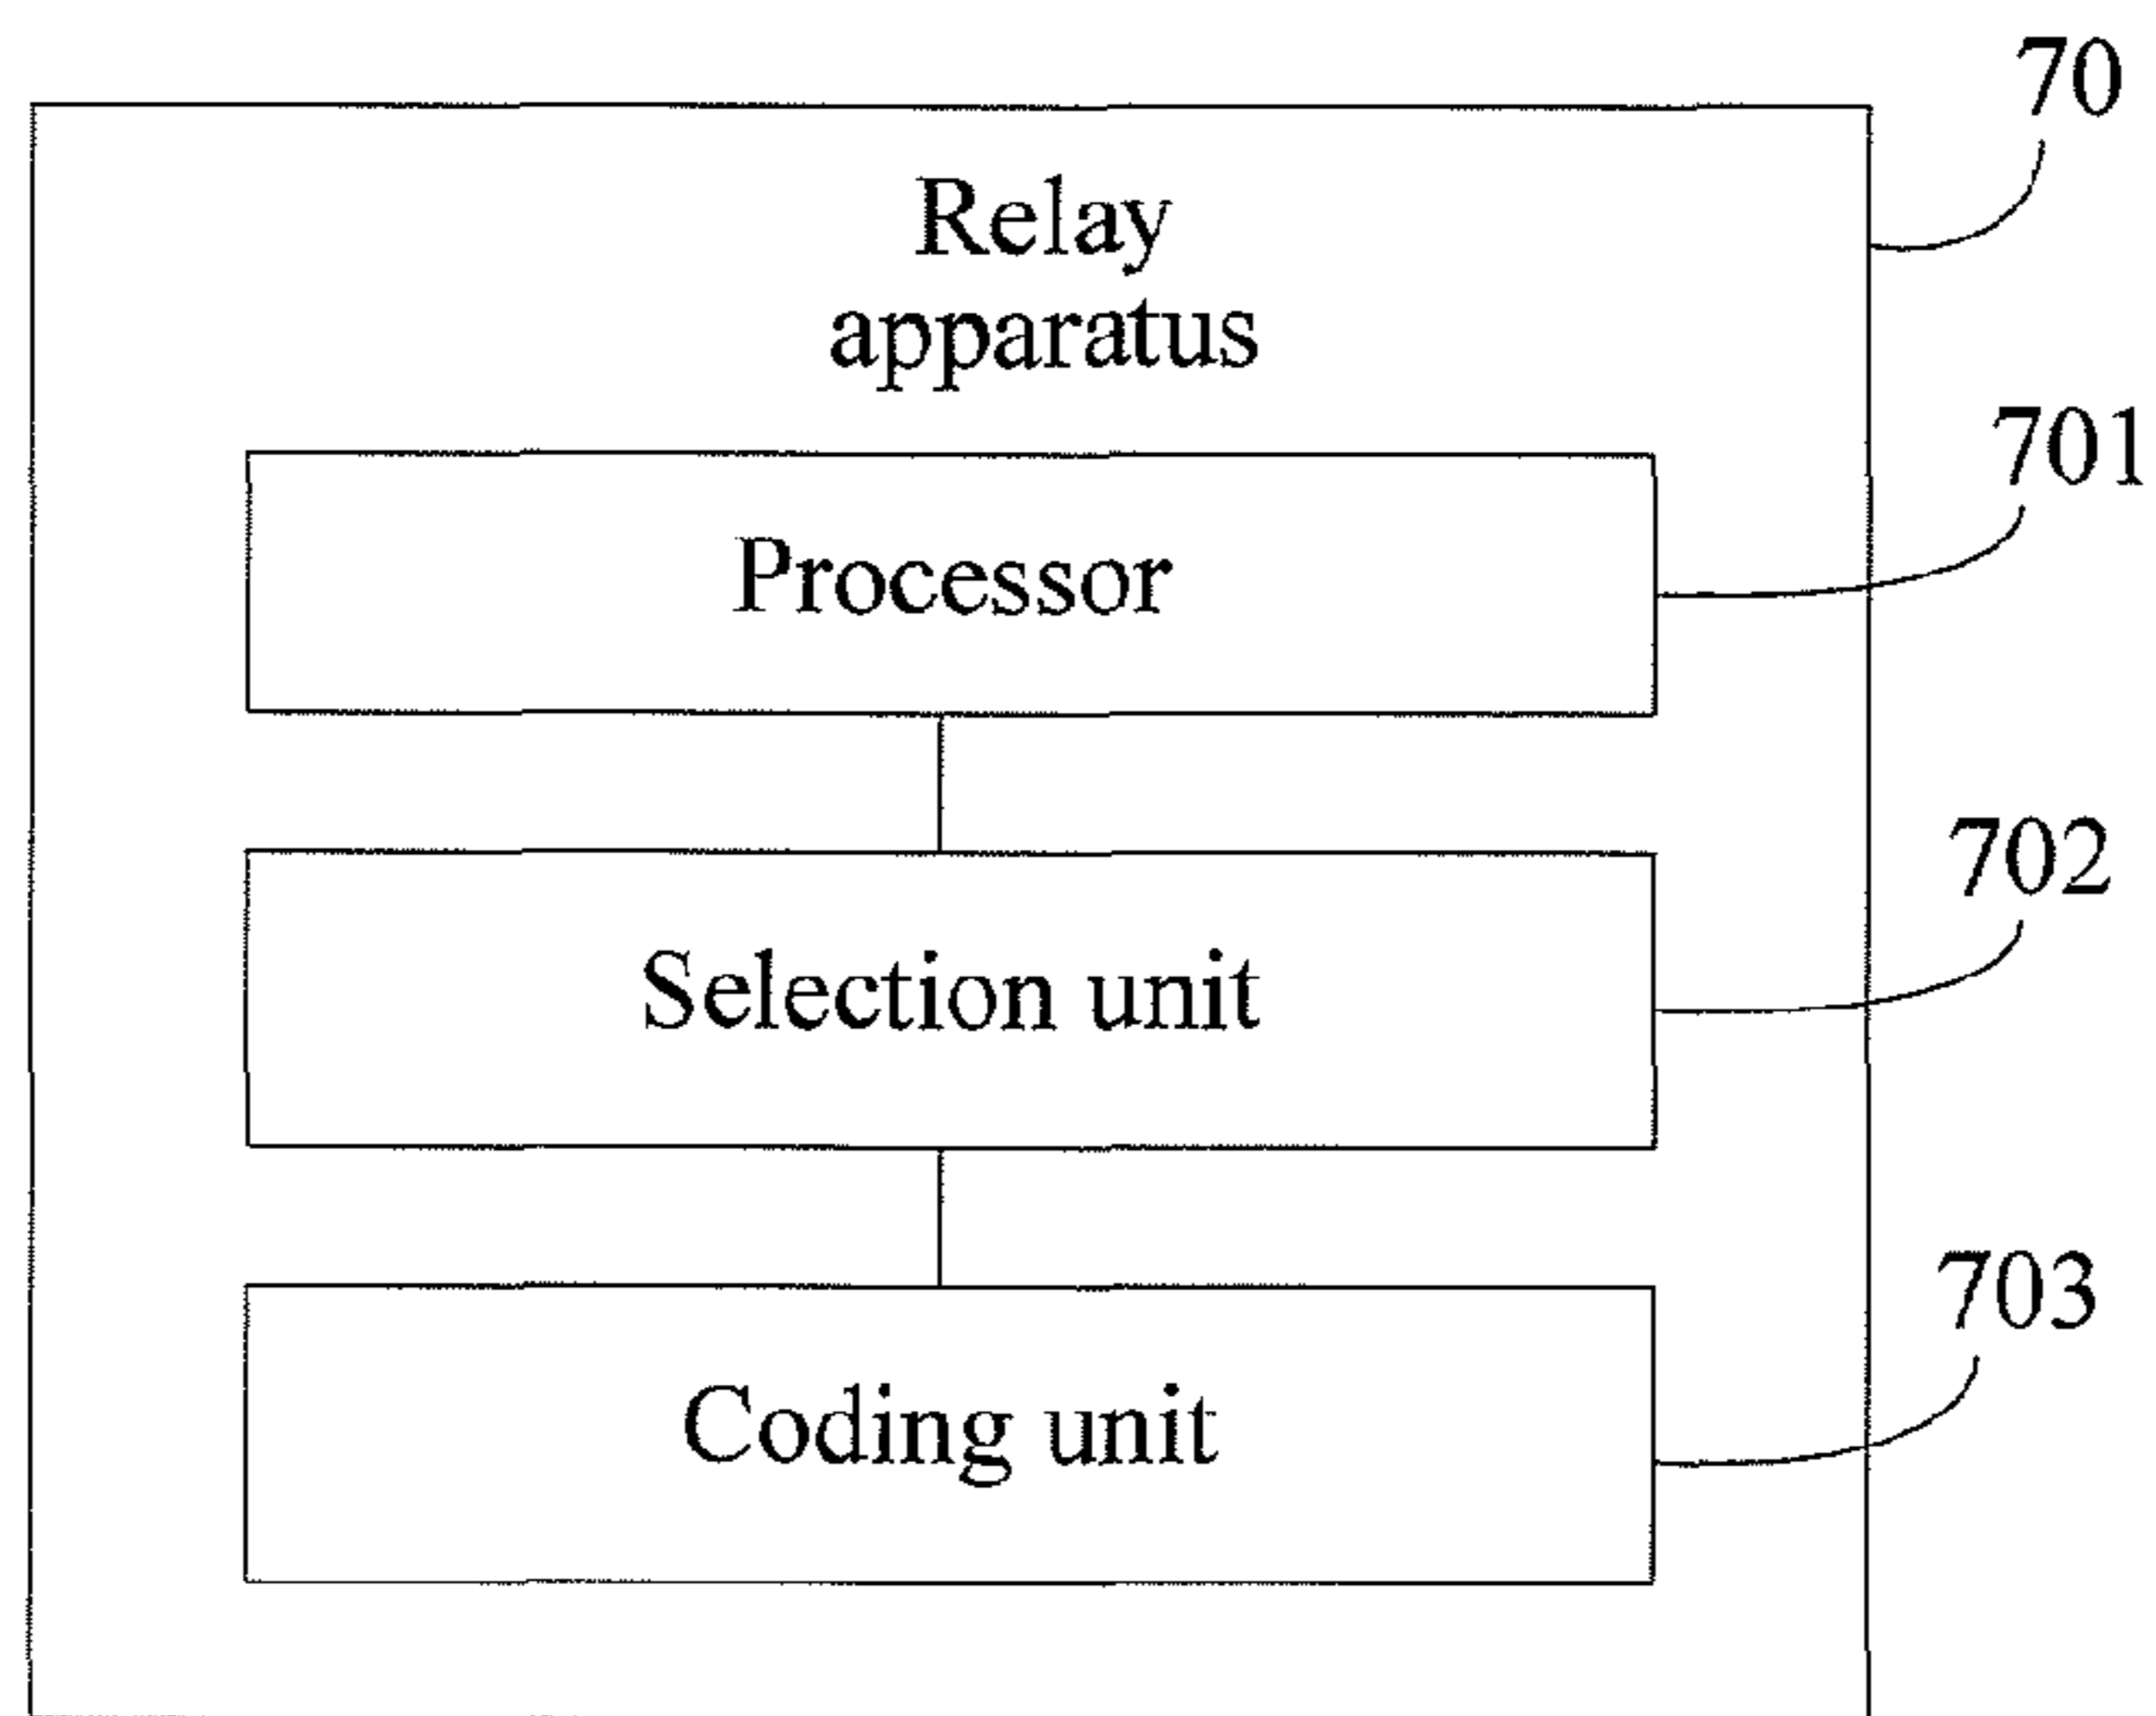 70
Relay
apparatus
701
Processor
702
Selection unit
703
Coding unit